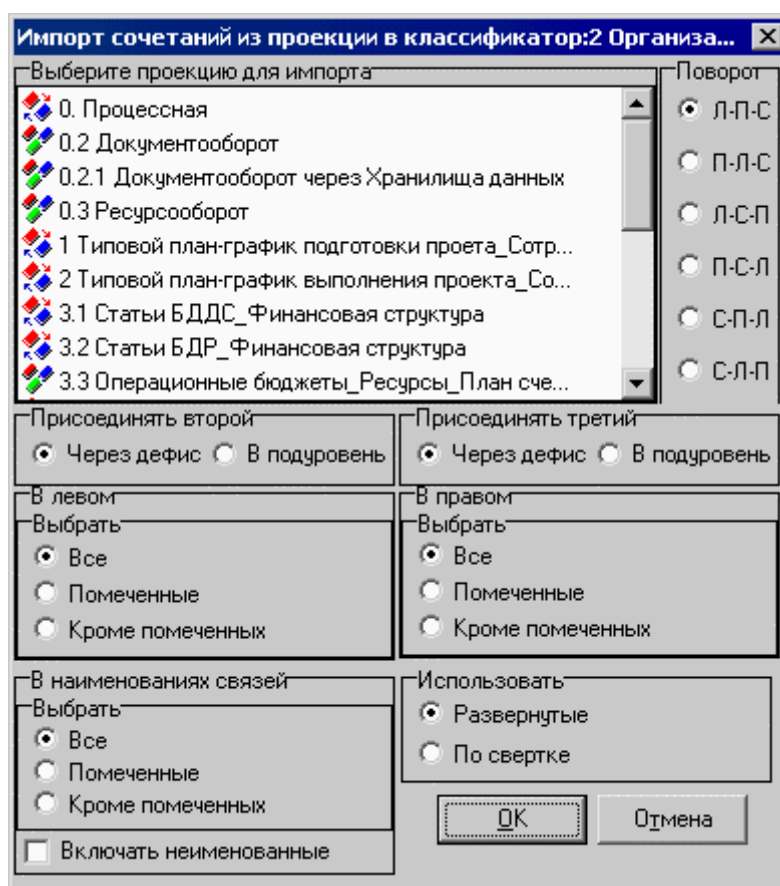 Импорт сочетаний из проекции в классификатор:2 Организа...
Выберите проекцию для импорта
0. Процессная
0.2 Документооборот
0.2.1 Документооборот через Хранилища данных
0.3 Ресурсооборот
1 Типовой план-график подготовки проета_Сотр...
2 Типовой план-график выполнения проекта_Со...
3.1 Статьи БДДС_Финансовая структура
3.2 Статьи БДР_Финансовая структура
3.3 Операционные бюджеты_Ресурсы_План сче...
Поворот
Л-П-С
П-Л-С
Л-С-П
П-С-Л
С-П-Л
С-Л-П
Присоединять второй
Через дефис В подуровень
Присоединять третий
Через дефис В подуровень
В левом
Выбрать
Все
Помеченные
Кроме помеченных
В правом
Выбрать
Все
Помеченные
Кроме помеченных
В наименованиях связей
Выбрать
Все
Помеченные
Кроме помеченных
Включать неименованные
Использовать
Развернутые
По свертке
OK Отмена